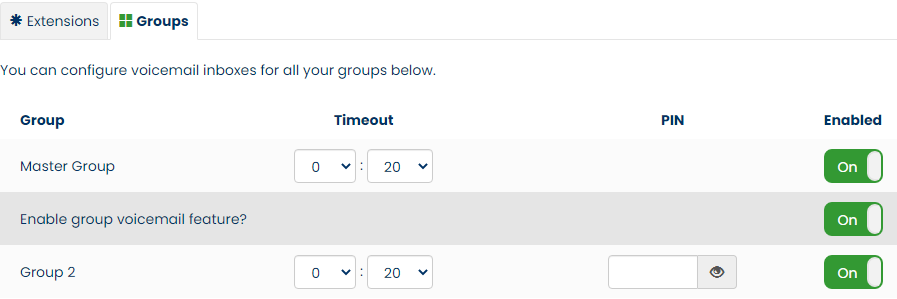 Extensions Groups
You can configure voicemail inboxes for all your groups below.
Group Timeout PIN Enabled
Master Group 0 : 20 On
Enable group voicemail feature? On
Group 2 0 : 20 On